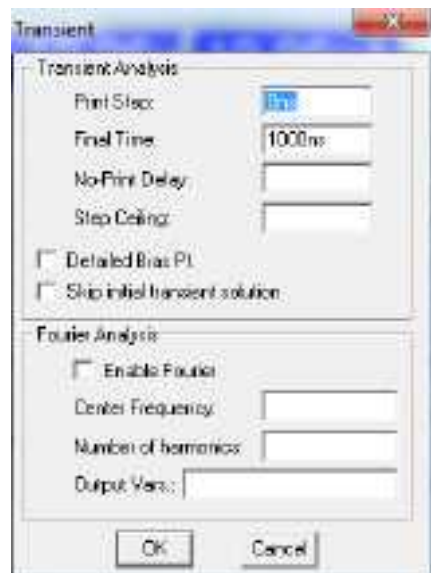 Transient
Transient Analysis
Print Step: 0ns
Final Time: 1000ns
No-Print Delay:
Step Ceiling:
Detailed Bias Pt.
Skip initial transient solution
Fourier Analysis
Enable Fourier
Center Frequency:
Number of harmonics:
Output Vars.:
OK Cancel